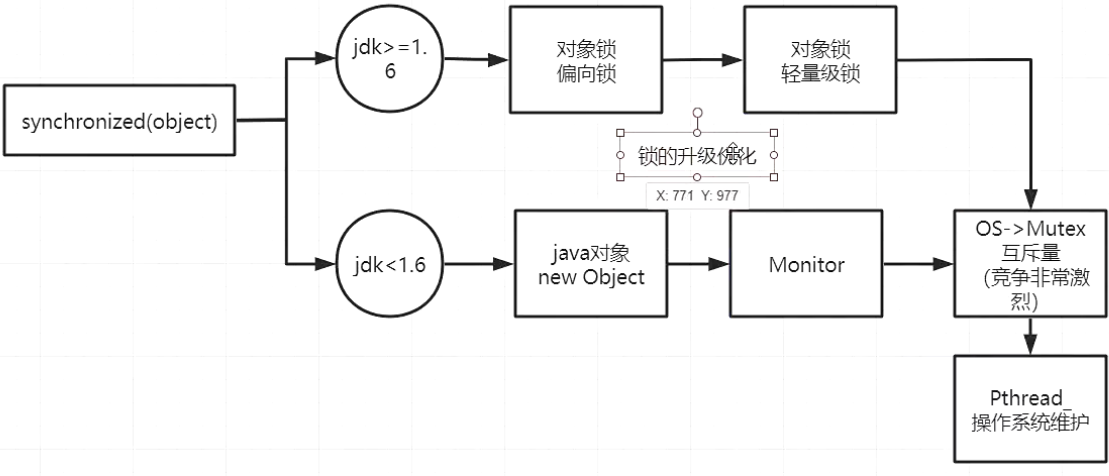 jdk>=1.
6
对象锁
偏向锁
对象锁
轻量级锁
synchronized(object)
锁的升级优化
X: 771 Y: 977
jdk<1.6
java对象
new Object
Monitor
OS->Mutex
互斥量
(竞争非常激
烈)
Pthread_
操作系统维护